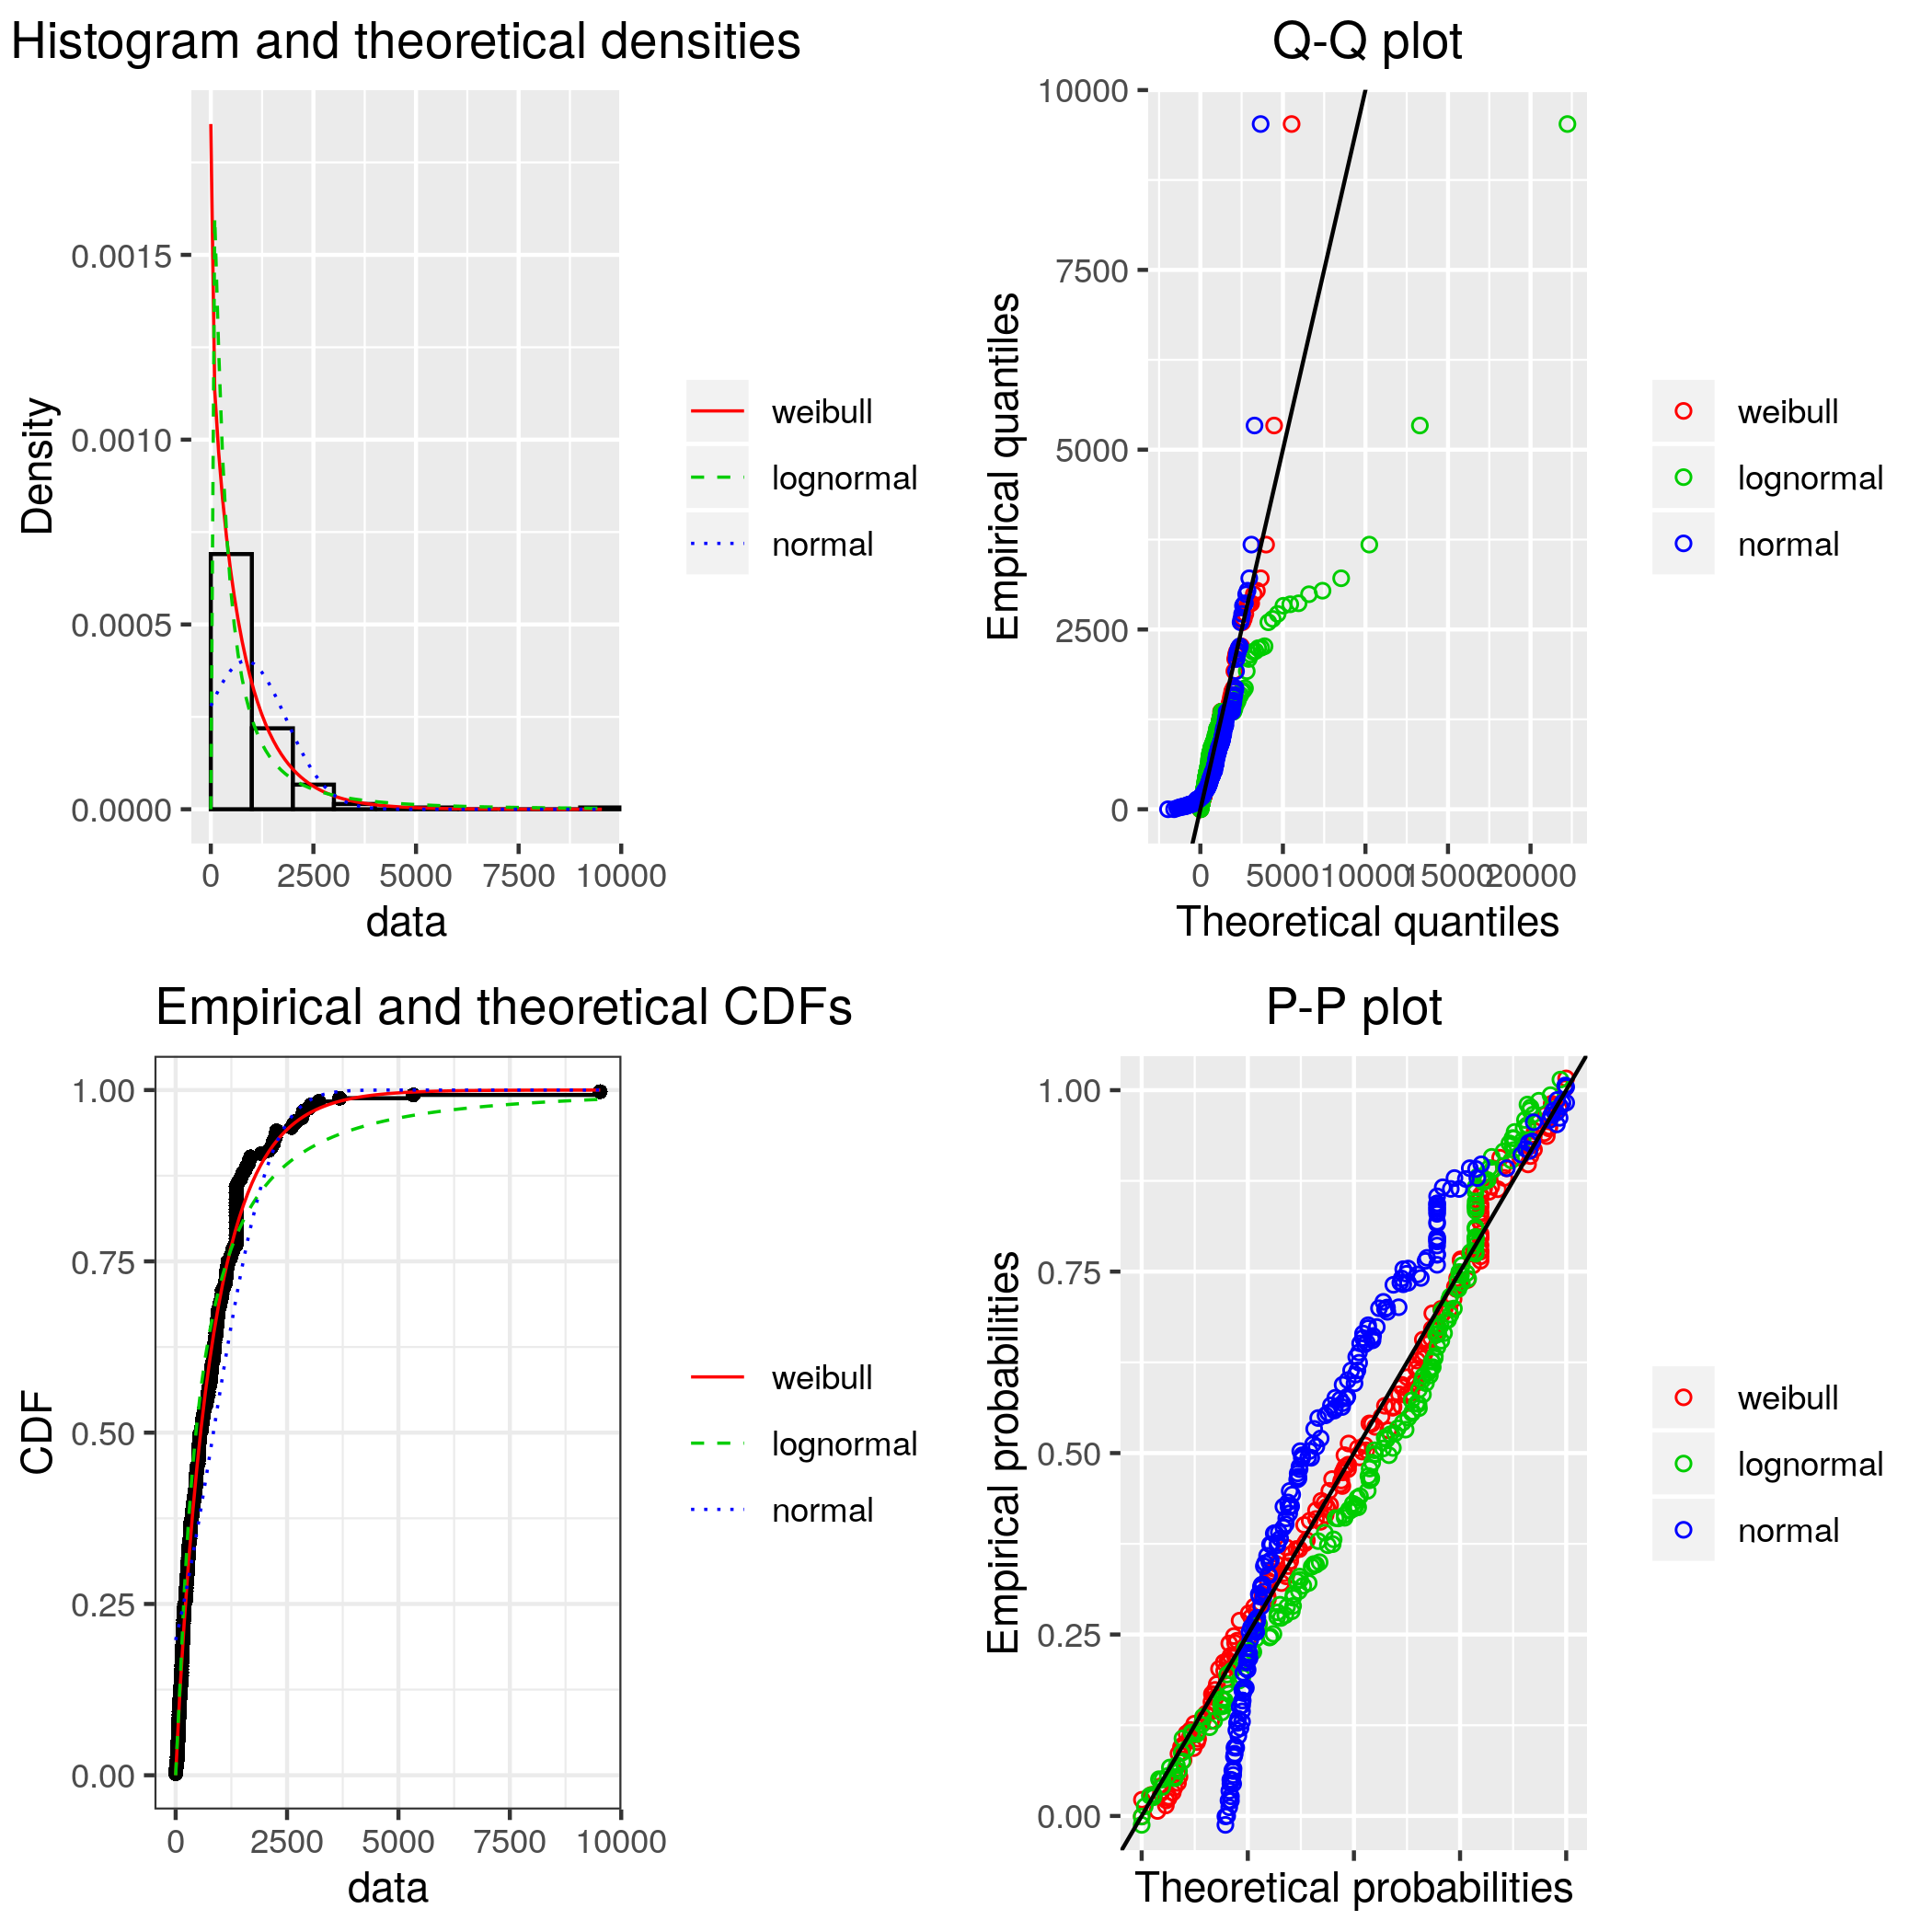 Histogram and theoretical densities
Density
0.0015
0.0010
0.0005
0.0000
0 2500 5000 7500 10000
data
weibull
lognormal
normal
Q-Q plot
Empirical quantiles
10000
7500
5000
2500
0
0 5000 10000 15000 20000
Theoretical quantiles
weibull
lognormal
normal
Empirical and theoretical CDFs
CDF
1.00
0.75
0.50
0.25
0.00
0 2500 5000 7500 10000
data
weibull
lognormal
normal
P-P plot
Empirical probabilities
1.00
0.75
0.50
0.25
0.00
Theoretical probabilities
weibull
lognormal
normal